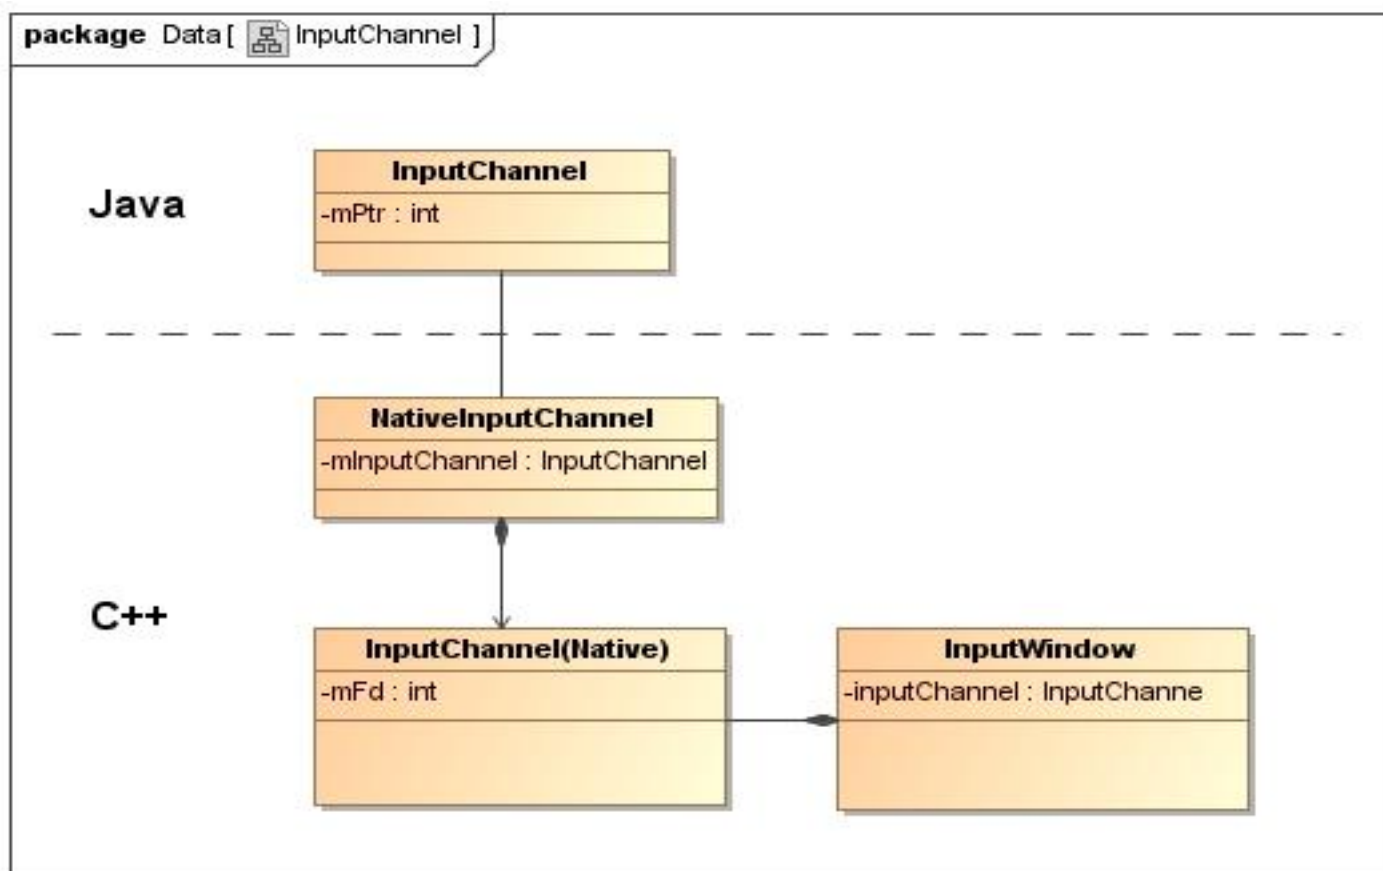 package Data[ InputChannel ]
Java
InputChannel
-mPtr : int
NativeInputChannel
-mInputChannel : InputChannel
C++
InputChannel(Native)
-mFd : int
InputWindow
-inputChannel : InputChanne